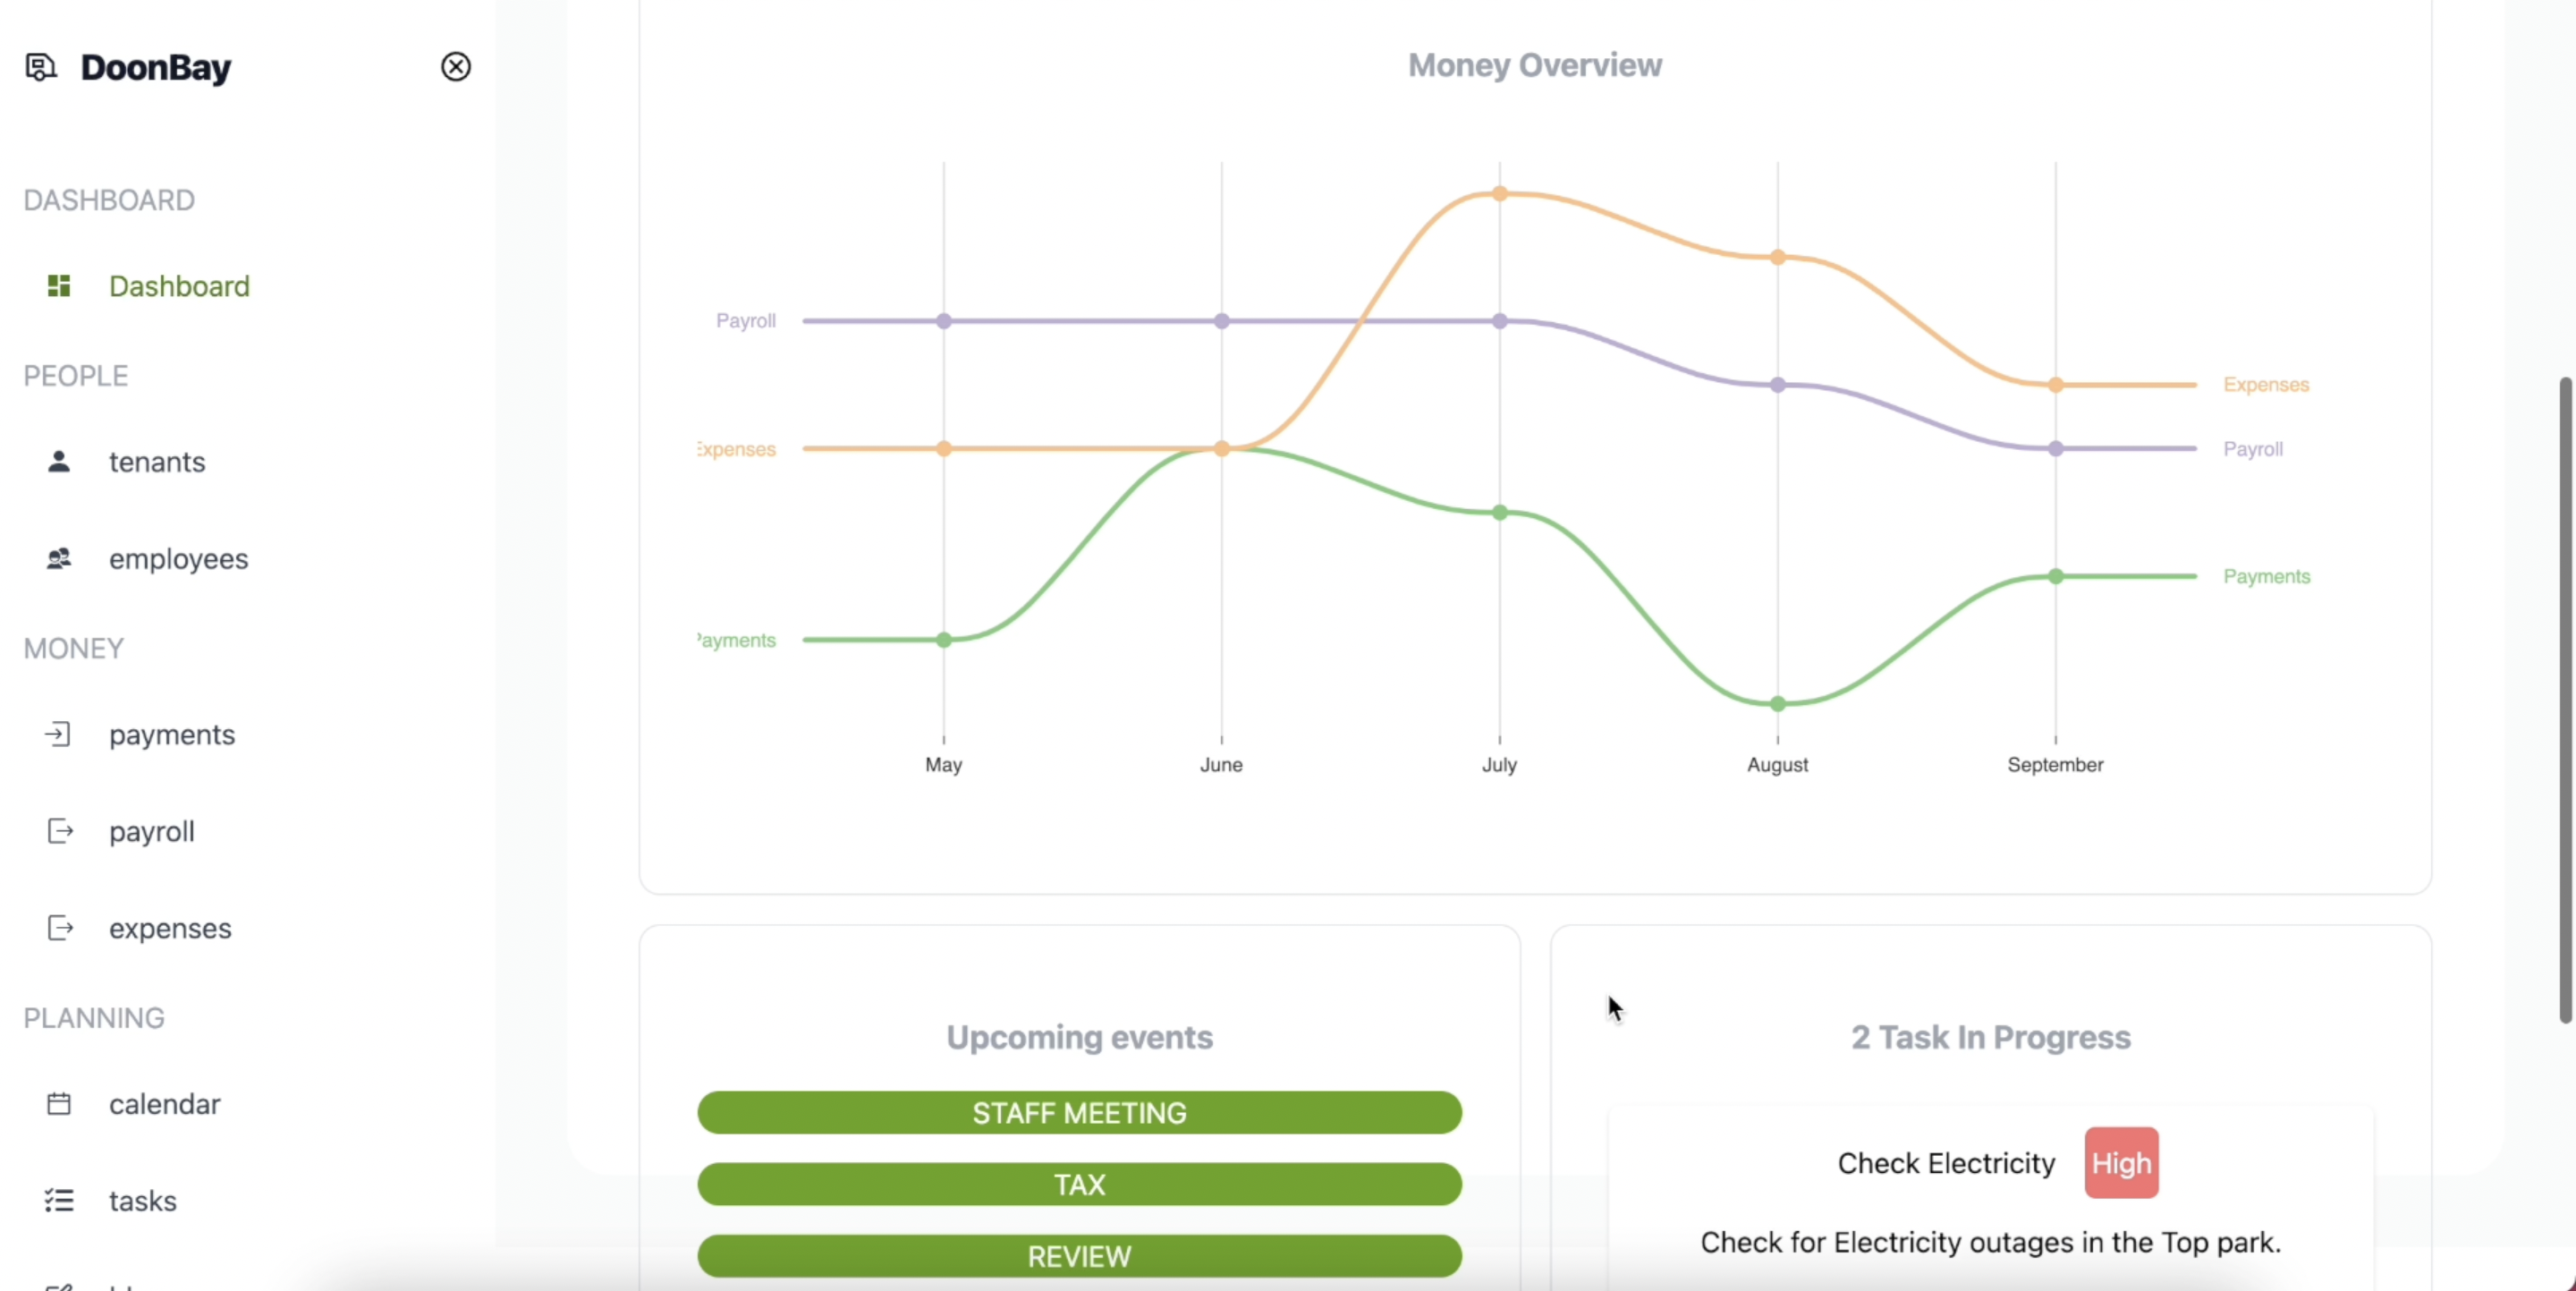 DoonBay
DASHBOARD
Dashboard
PEOPLE
tenants
employees
MONEY
payments
payroll
expenses
PLANNING
calendar
tasks
Money Overview
Payroll
Expenses
Payments
Expenses
Payroll
Payments
May June July August September
Upcoming events
STAFF MEETING
TAX
REVIEW
2 Task In Progress
Check Electricity High
Check for Electricity outages in the Top park.